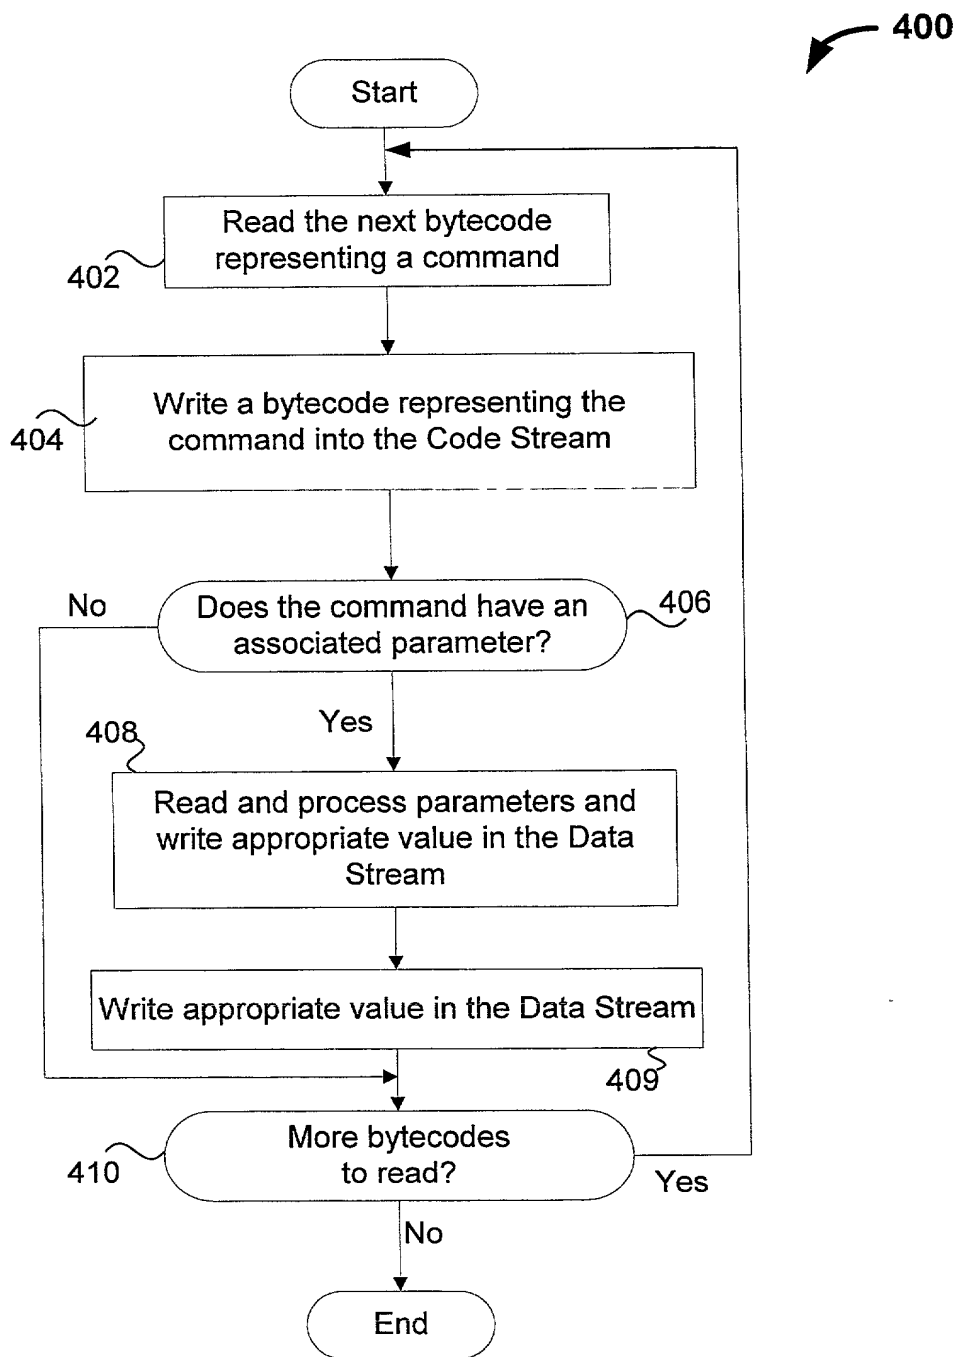 400
Start
Read the next bytecode
representing a command
402
Write a bytecode representing the
command into the Code Stream
404
No
Does the command have an
associated parameter?
406
Yes
408
Read and process parameters and
write appropriate value in the Data
Stream
Write appropriate value in the Data Stream
409
More bytecodes
to read?
410
Yes
No
End